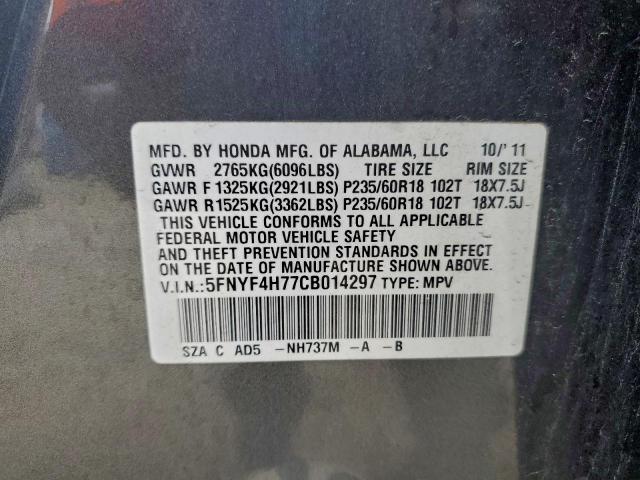 MFD. BY HONDA MFG. OF ALABAMA, LLC 10/'11
GVWR 2765KG(6096LBS) TIRE SIZE RIM SIZE
GAWR F 1325KG(2921LBS) P235/60R18 102T 18X7.5J
GAWR R 1525KG(3362LBS) P235/60R18 102T 18X7.5J
THIS VEHICLE CONFORMS TO ALL APPLICABLE
FEDERAL MOTOR VEHICLE SAFETY
AND THEFT PREVENTION STANDARDS IN EFFECT
ON THE DATE OF MANUFACTURE SHOWN ABOVE.
V.I.N.:5FNYF4H77CB014297 TYPE: MPV
SZA C AD5 -NH737M -A -B